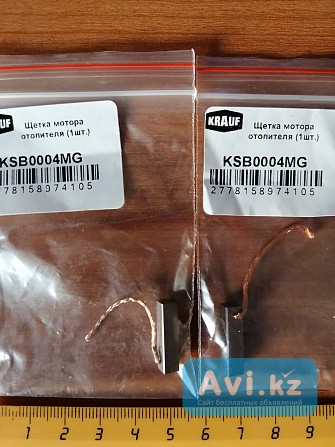 Щетка мотора
отопителя (1шт.)
KSB0004MG
2778158974105
KRAUF
Щетка мотора
отопителя (1шт.)
KSB0004MG
2778158974105
Avi.kz
Сайт бесплатных объявлений
1 2 3 4 5 6 7 8 9